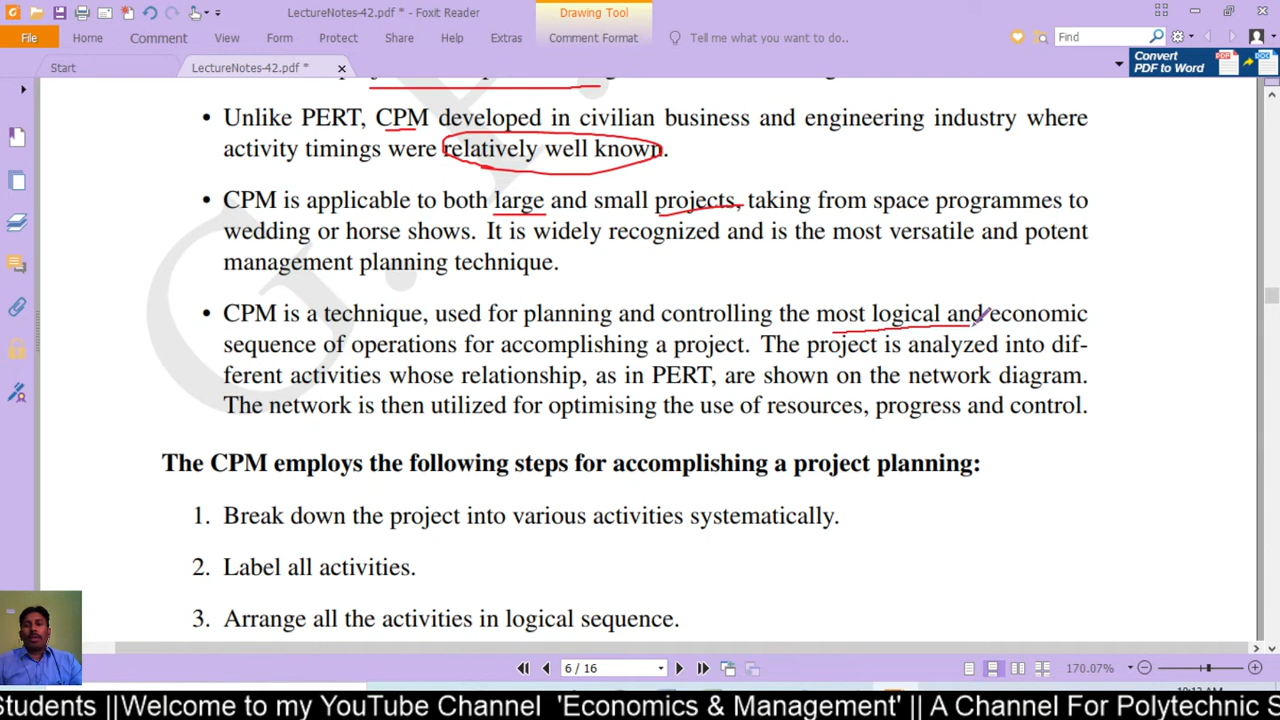 LectureNotes-42.pdf * - Foxit Reader
Drawing Tool
File Home Comment View Form Protect Share Help Extras Comment Format Tell me what you want to do.. Find
Start LectureNotes-42.pdf * Convert PDF to Word
• Unlike PERT, CPM developed in civilian business and engineering industry where
activity timings were relatively well known.
• CPM is applicable to both large and small projects, taking from space programmes to
wedding or horse shows. It is widely recognized and is the most versatile and potent
management planning technique.
• CPM is a technique, used for planning and controlling the most logical and economic
sequence of operations for accomplishing a project. The project is analyzed into dif-
ferent activities whose relationship, as in PERT, are shown on the network diagram.
The network is then utilized for optimising the use of resources, progress and control.
The CPM employs the following steps for accomplishing a project planning:
1. Break down the project into various activities systematically.
2. Label all activities.
3. Arrange all the activities in logical sequence.
6 / 16 170.07%
Students ||Welcome to my YouTube Channel 'Economics & Management' || A Channel For Polytechnic S